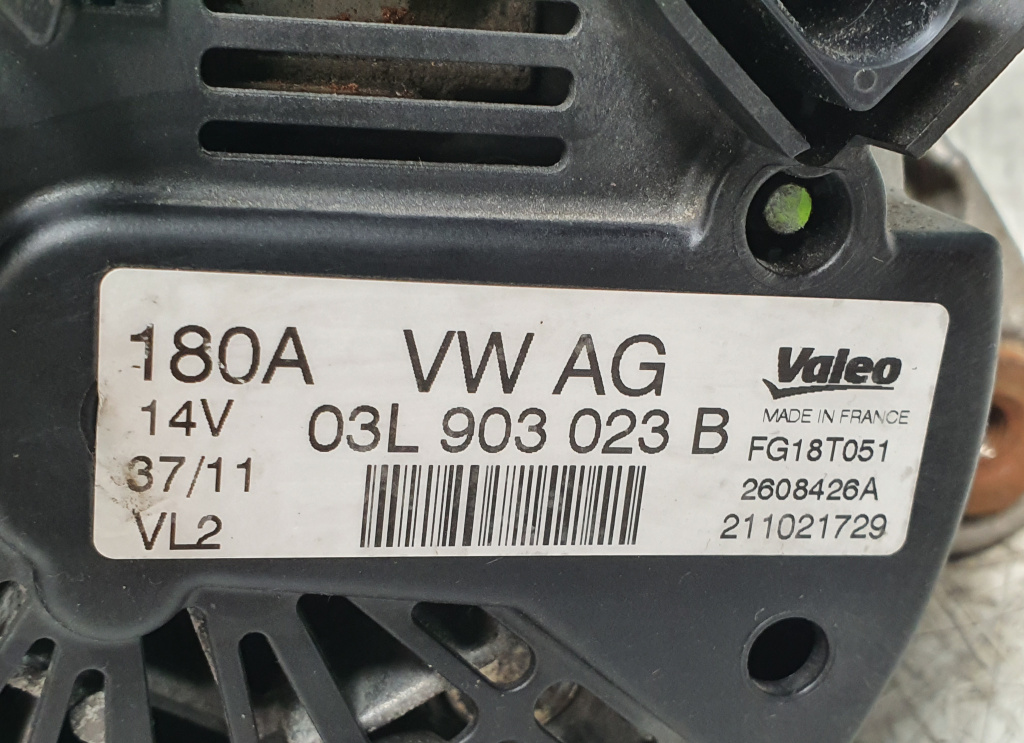 180A VW AG Valeo
MADE IN FRANCE
14V 03L 903 023 B
FG18T051
37/11
2608426A
VL2
211021729